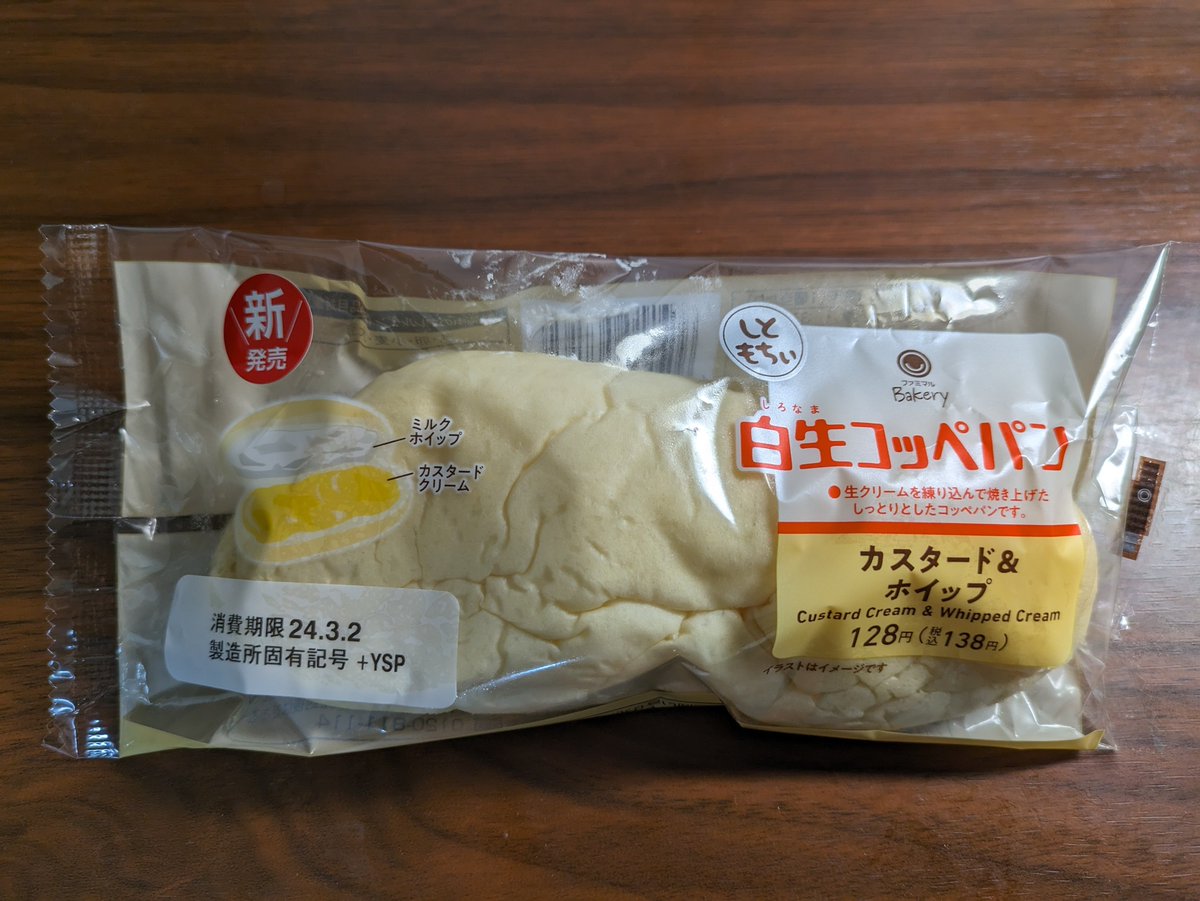 新
発売
ミルク
ホイップ
カスタード
クリーム
消費期限 24.3.2
製造所固有記号 +YSP
しと
もちぃ
ファミマル
Bakery
しろなま
白生コッペパン
●生クリームを練り込んで焼き上げた
しっとりとしたコッペパンです。
カスタード&
ホイップ
Custard Cream & Whipped Cream
128円(税込138円)
イラストはイメージです